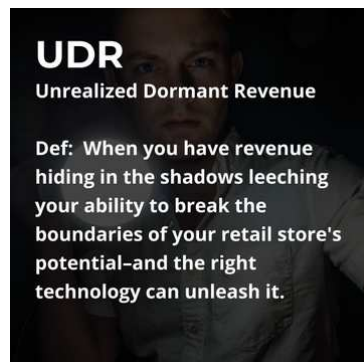 UDR
Unrealized Dormant Revenue
Def:  When you have revenue
hiding in the shadows leeching
your ability to break the
boundaries of your retail store's
potential–and the right
technology can unleash it.